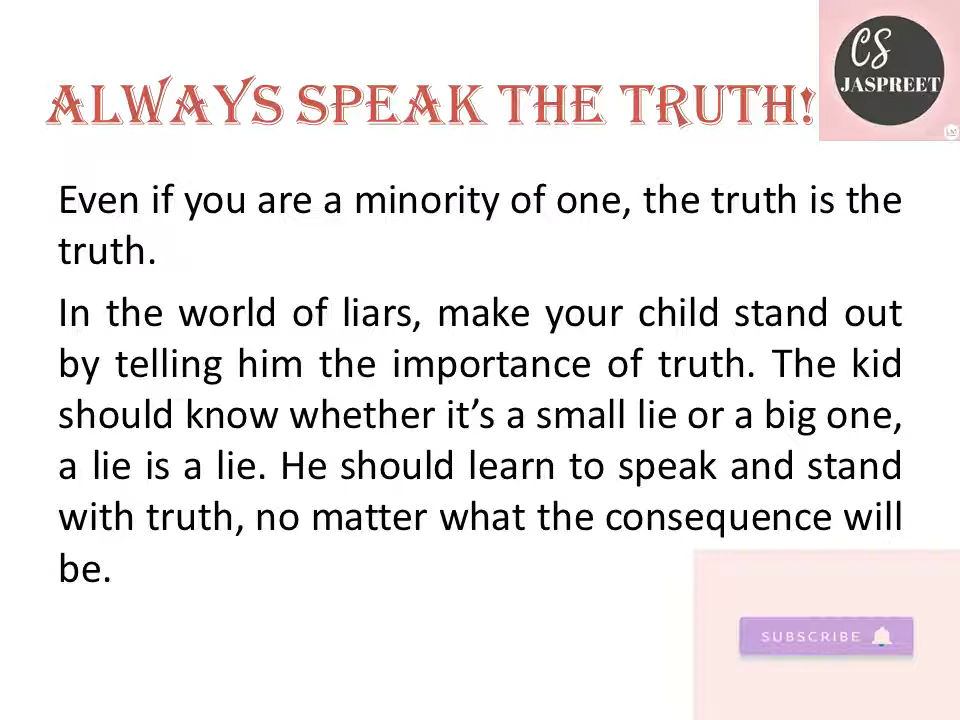 CS
JASPREET
ALWAYS SPEAK THE TRUTH!
Even if you are a minority of one, the truth is the
truth.
In the world of liars, make your child stand out
by telling him the importance of truth. The kid
should know whether it’s a small lie or a big one,
a lie is a lie. He should learn to speak and stand
with truth, no matter what the consequence will
be.
SUBSCRIBE